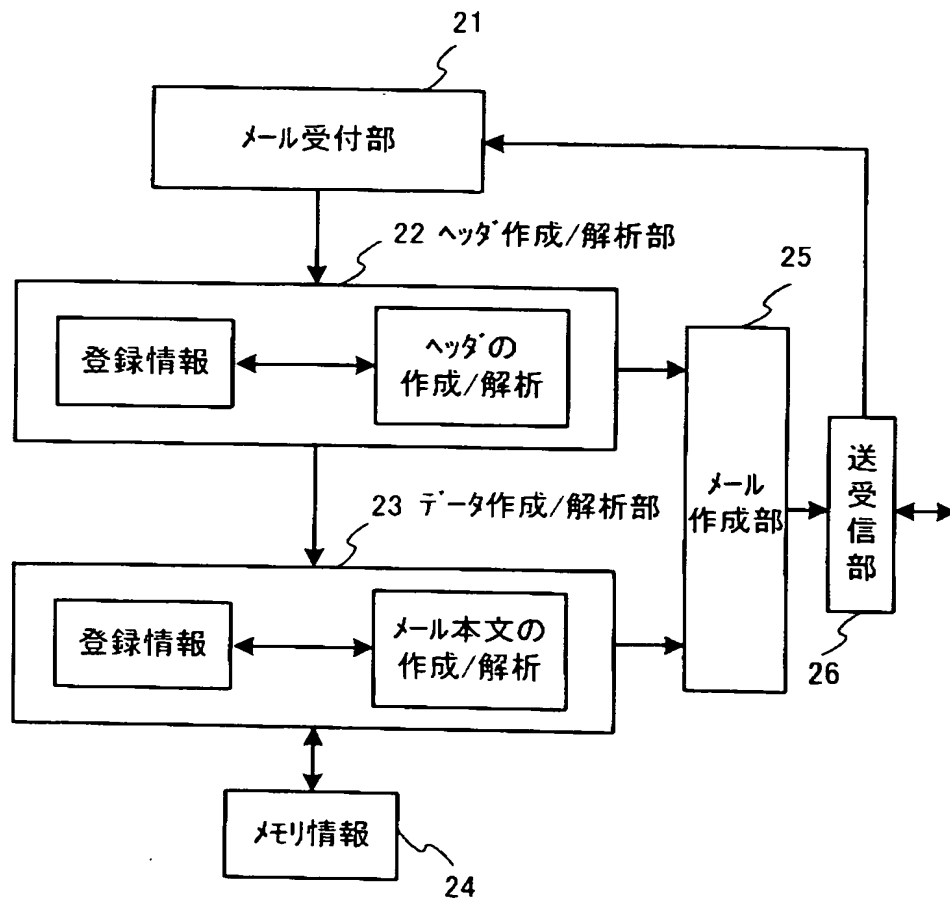 21
メール受付部
22 ヘッダ作成/解析部
登録情報
ヘッダの
作成/解析
25
メール
作成部
送受信部
26
23 データ作成/解析部
登録情報
メール本文の
作成/解析
メモリ情報
24